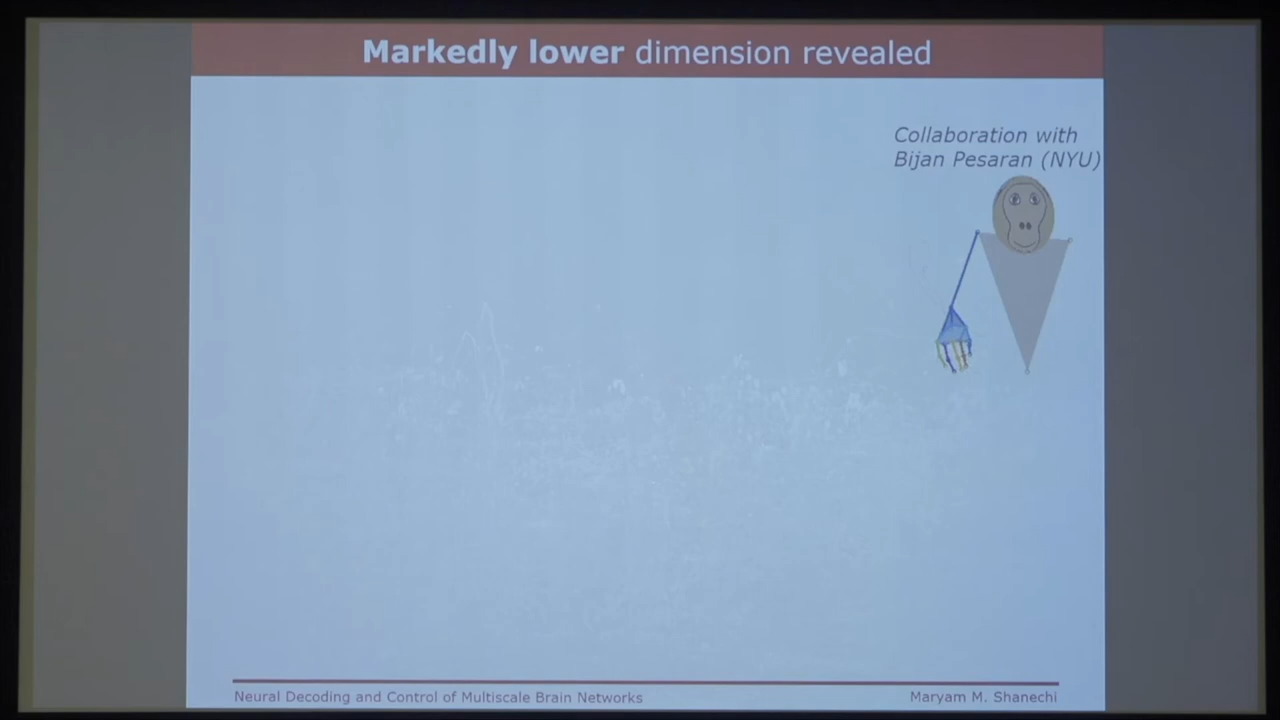 Markedly lower dimension revealed
Collaboration with
Bijan Pesaran (NYU)
Neural Decoding and Control of Multiscale Brain Networks
Maryam M. Shanechi